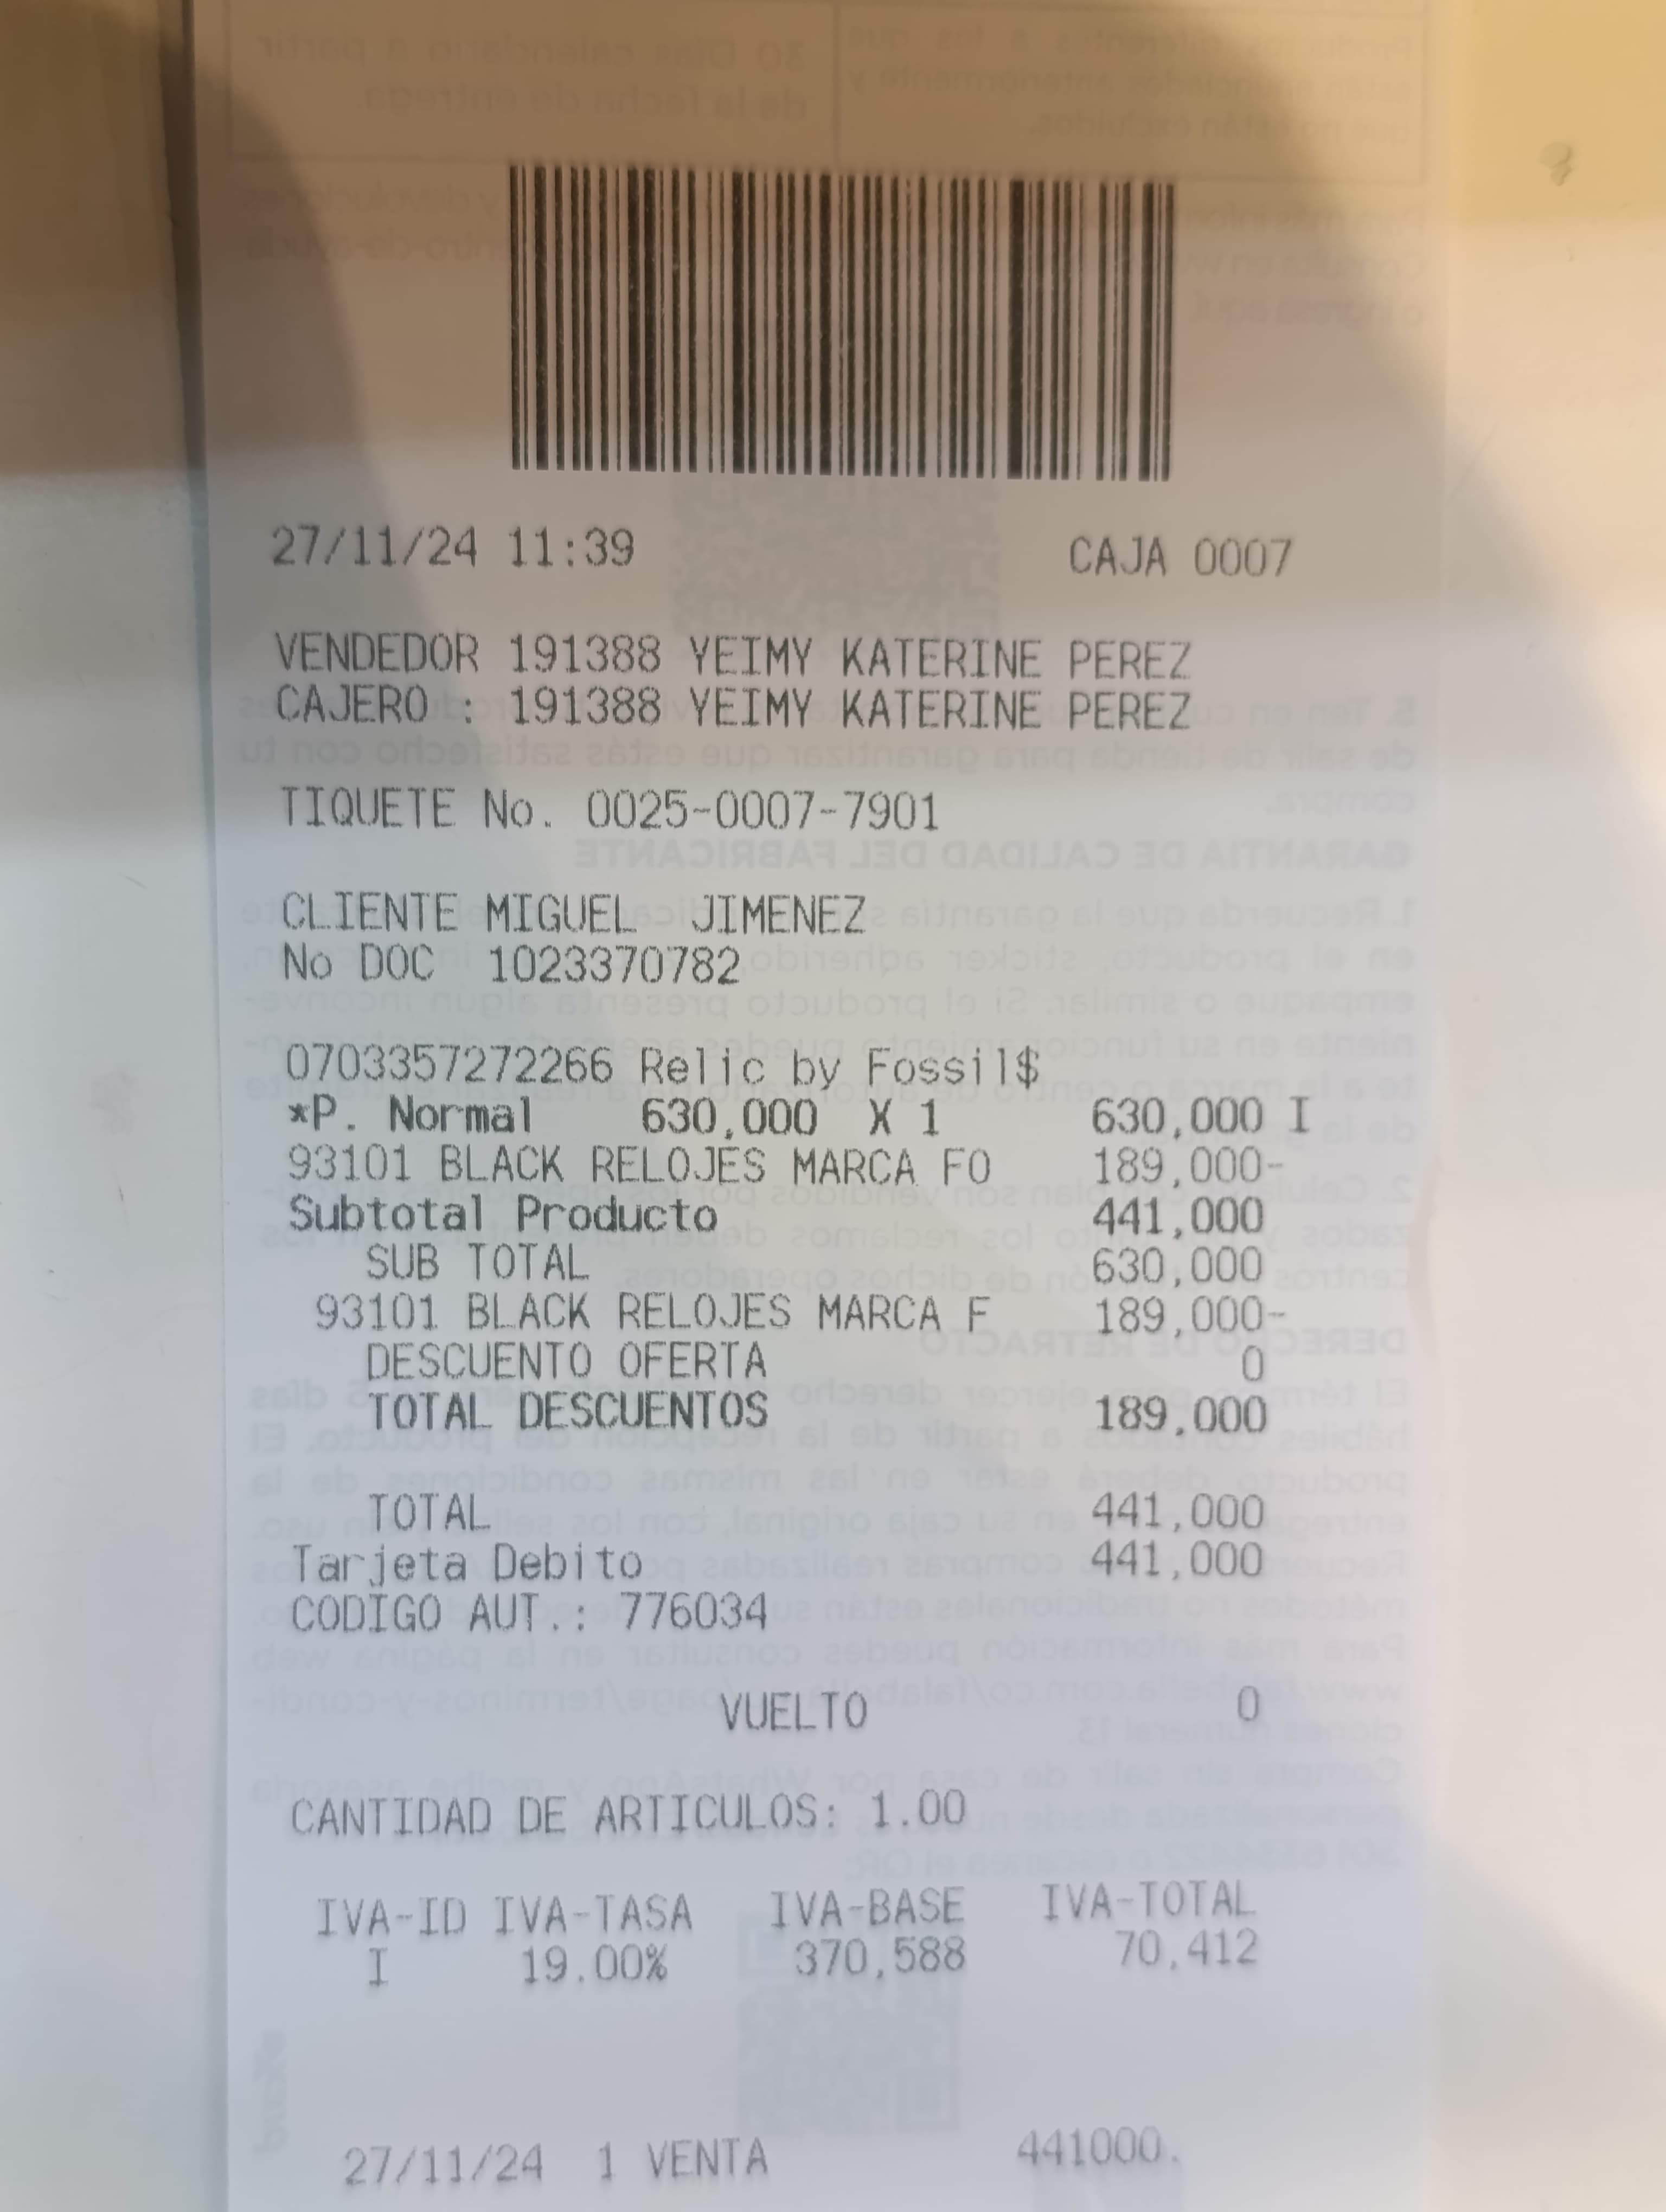 27/11/24 11:39 CAJA 0007
VENDEDOR 191388 YEIMY KATERINE PEREZ
CAJERO : 191388 YEIMY KATERINE PEREZ
TIQUETE No. 0025-0007-7901
CLIENTE MIGUEL JIMENEZ
No DOC 1023370782
0703357272266 Relic by Fossil$
*P. Normal 630,000 X 1 630,000 I
93101 BLACK RELOJES MARCA FO 189,000-
Subtotal Producto 441,000
SUB TOTAL 630,000
93101 BLACK RELOJES MARCA F 189,000-
DESCUENTO OFERTA 0
TOTAL DESCUENTOS 189,000
TOTAL 441,000
Tarjeta Debito 441,000
CODIGO AUT.: 776034
VUELTO 0
CANTIDAD DE ARTICULOS: 1.00
IVA-ID IVA-TASA IVA-BASE IVA-TOTAL
I 19.00% 370,588 70,412
27/11/24 1 VENTA 441000.